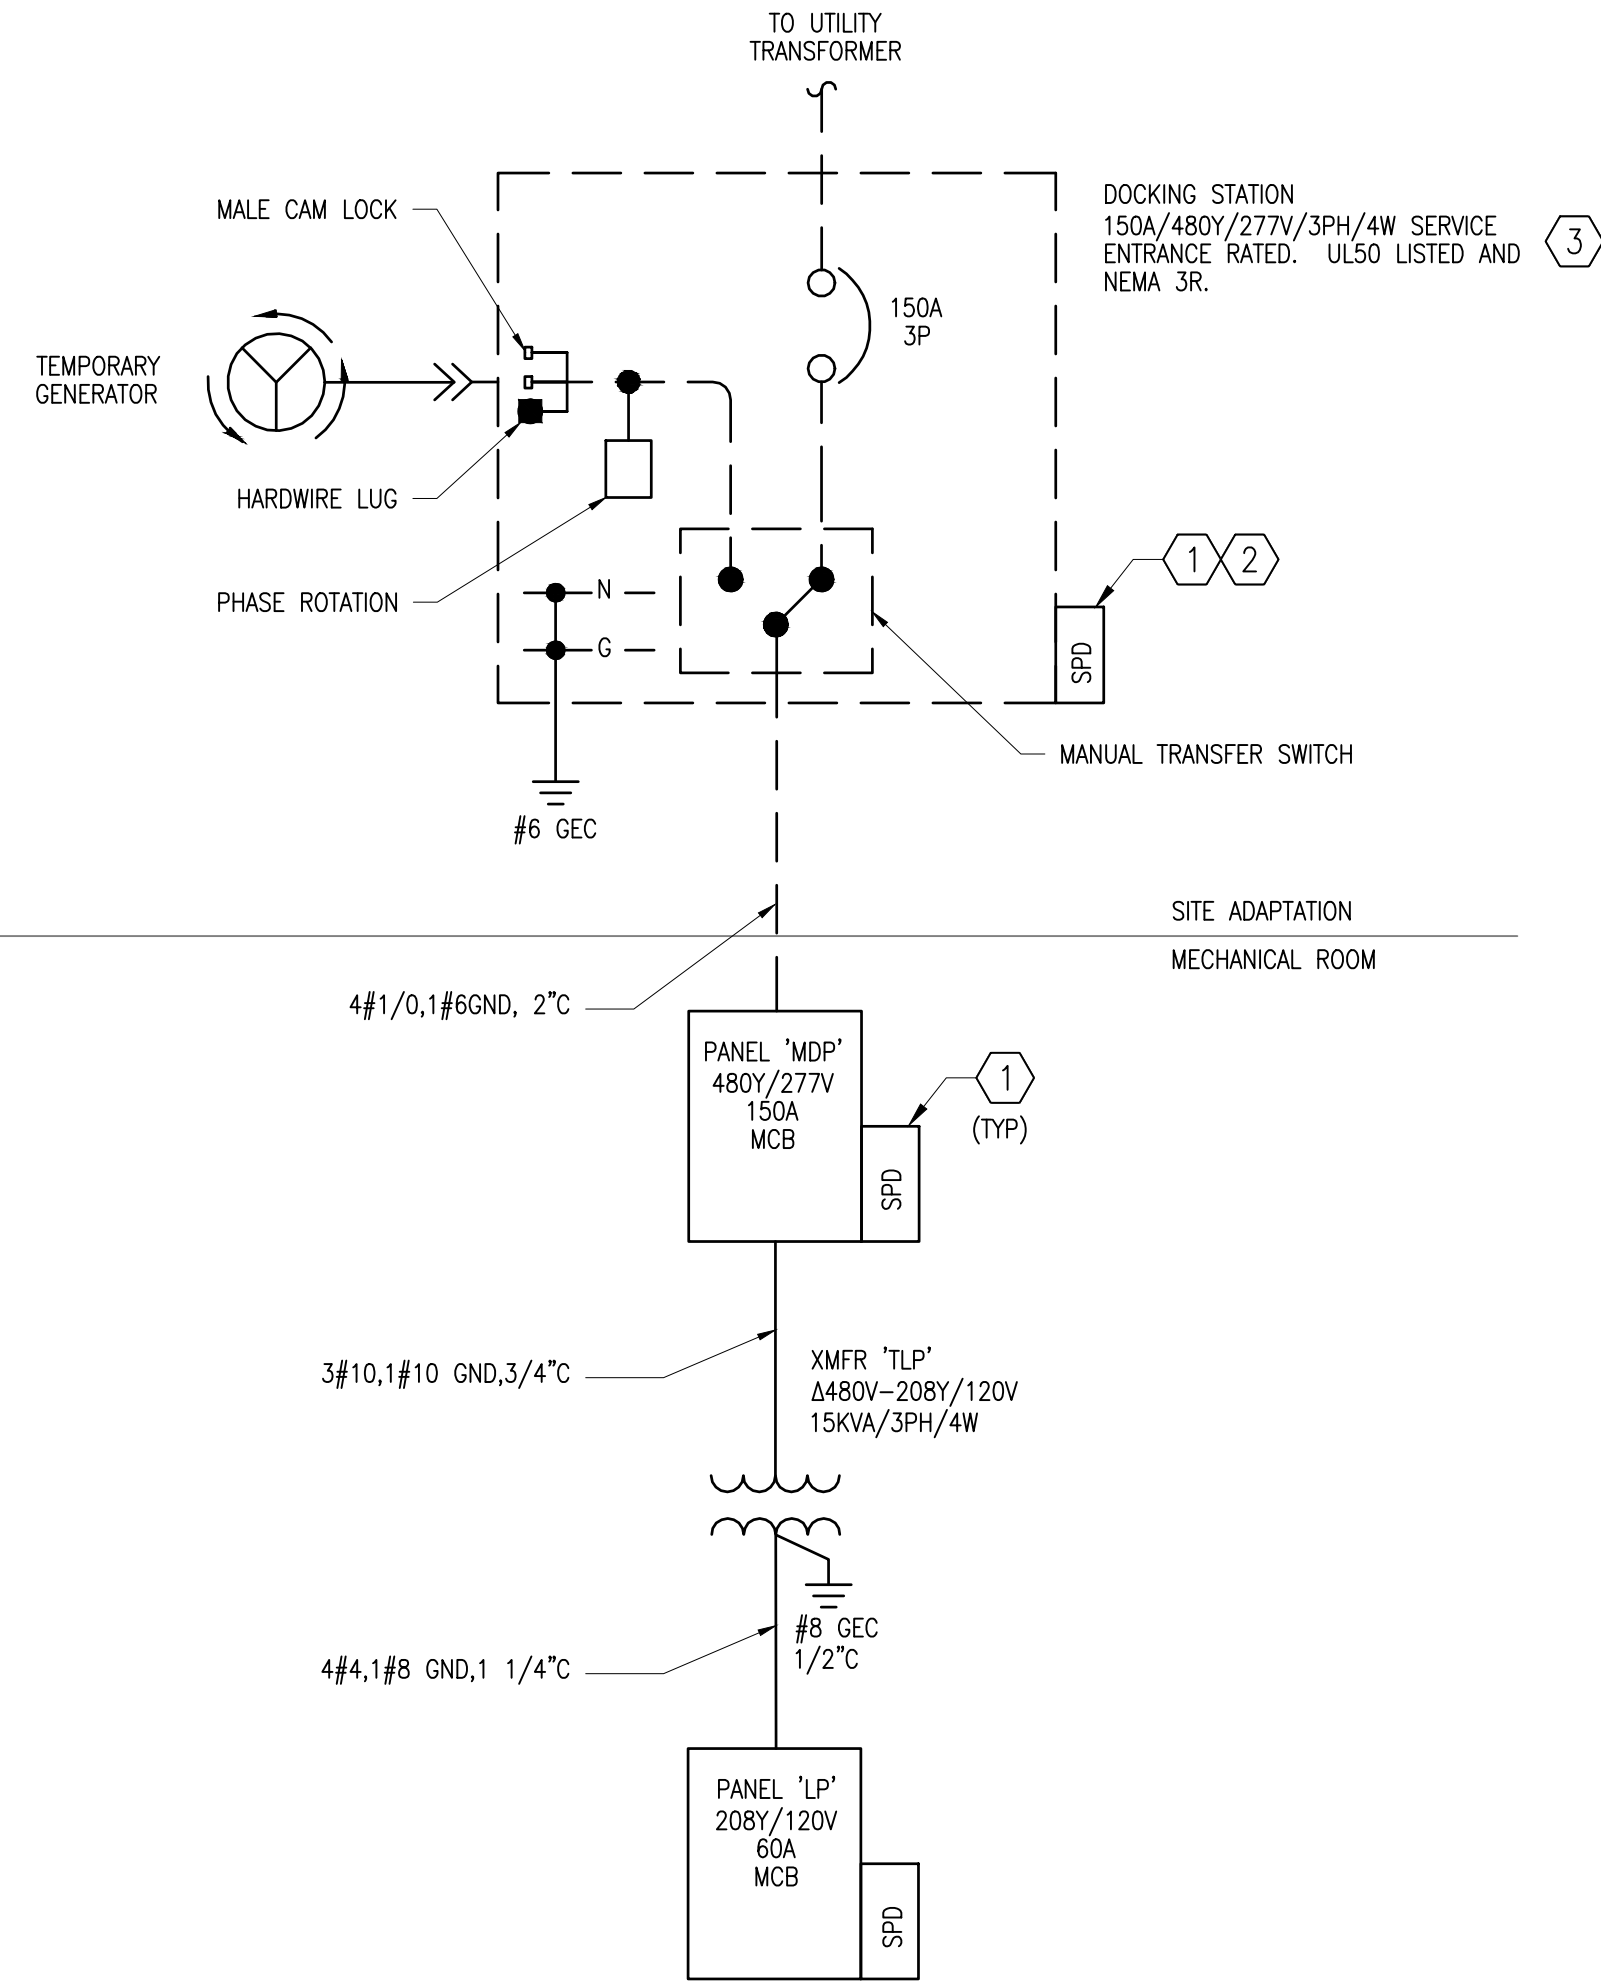 TO UTILITY
TRANSFORMER
MALE CAM LOCK
DOCKING STATION
150A/480Y/277V/3PH/4W SERVICE
ENTRANCE RATED. UL50 LISTED AND
NEMA 3R.
3
150A
3P
TEMPORARY
GENERATOR
HARDWIRE LUG
1
2
PHASE ROTATION
N
G
SPD
MANUAL TRANSFER SWITCH
#6 GEC
SITE ADAPTATION
MECHANICAL ROOM
4#1/0,1#6GND, 2"C
PANEL 'MDP'
480Y/277V
150A
MCB
1
(TYP)
SPD
3#10,1#10 GND,3/4"C
XMFR 'TLP'
Δ480V-208Y/120V
15KVA/3PH/4W
#8 GEC
1/2"C
4#4,1#8 GND,1 1/4"C
PANEL 'LP'
208Y/120V
60A
MCB
SPD